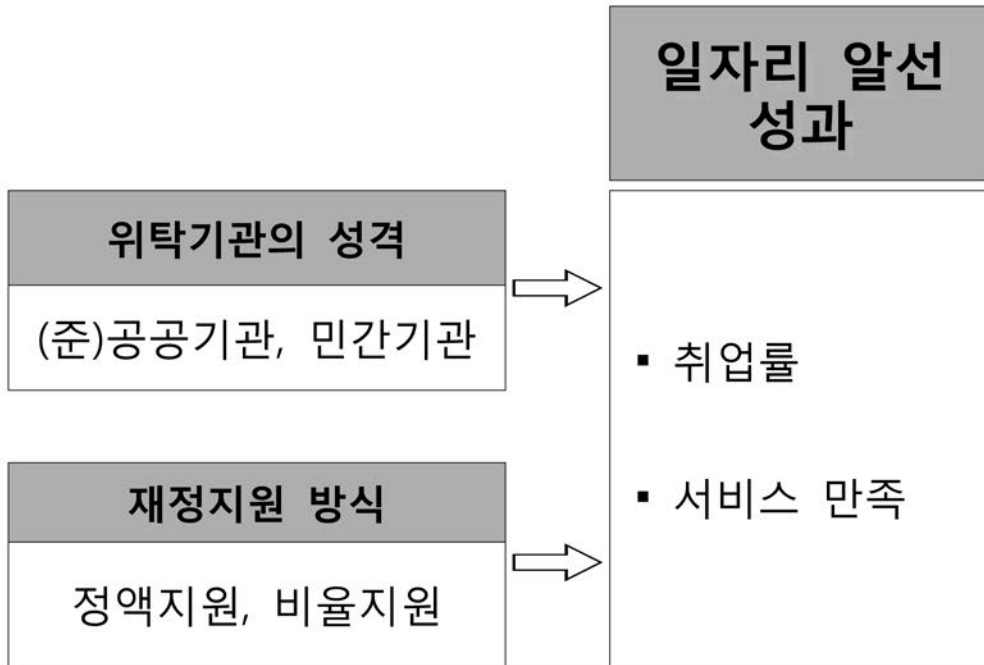 일자리 알선
성과
위탁기관의 성격
(준)공공기관, 민간기관
▪ 취업률
▪ 서비스 만족
재정지원 방식
정액지원, 비율지원